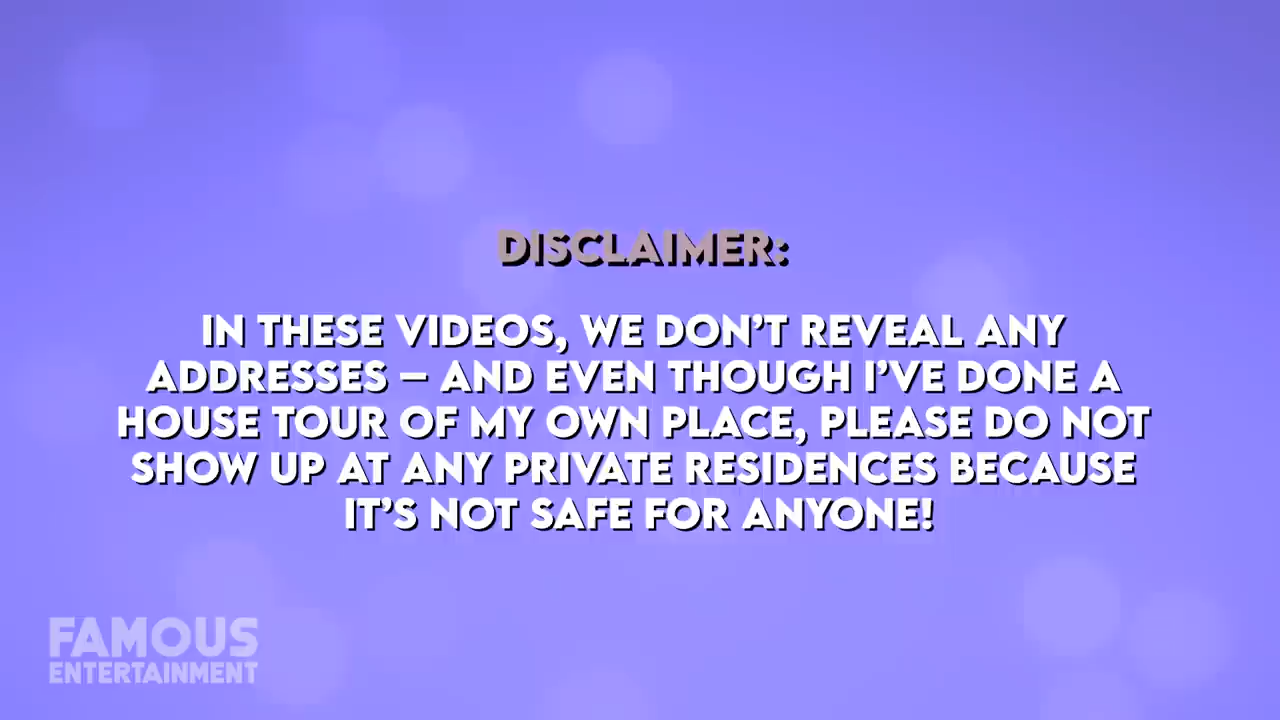 DISCLAIMER:
IN THESE VIDEOS, WE DON'T REVEAL ANY
ADDRESSES – AND EVEN THOUGH I'VE DONE A
HOUSE TOUR OF MY OWN PLACE, PLEASE DO NOT
SHOW UP AT ANY PRIVATE RESIDENCES BECAUSE
IT'S NOT SAFE FOR ANYONE!
FAMOUS
ENTERTAINMENT